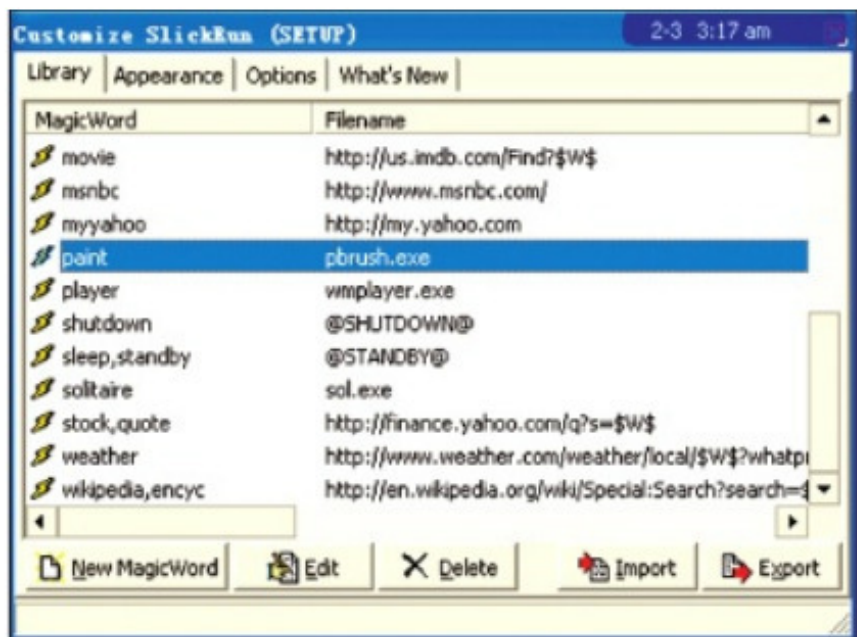 Customize SlickRun (SETUP) 2-3 3:17 am
Library Appearance Options What's New
MagicWord Filename
movie http://us.imdb.com/Find?$W$
msnbc http://www.msnbc.com/
myyahoo http://my.yahoo.com
paint pbrush.exe
player wmplayer.exe
shutdown @SHUTDOWN@
sleep,standby @STANDBY@
solitaire sol.exe
stock,quote http://finance.yahoo.com/q?s=$W$
weather http://www.weather.com/weather/local/$W$?whatpr
wikipedia,encyc http://en.wikipedia.org/wiki/Special:Search?search=$
New MagicWord Edit Delete Import Export